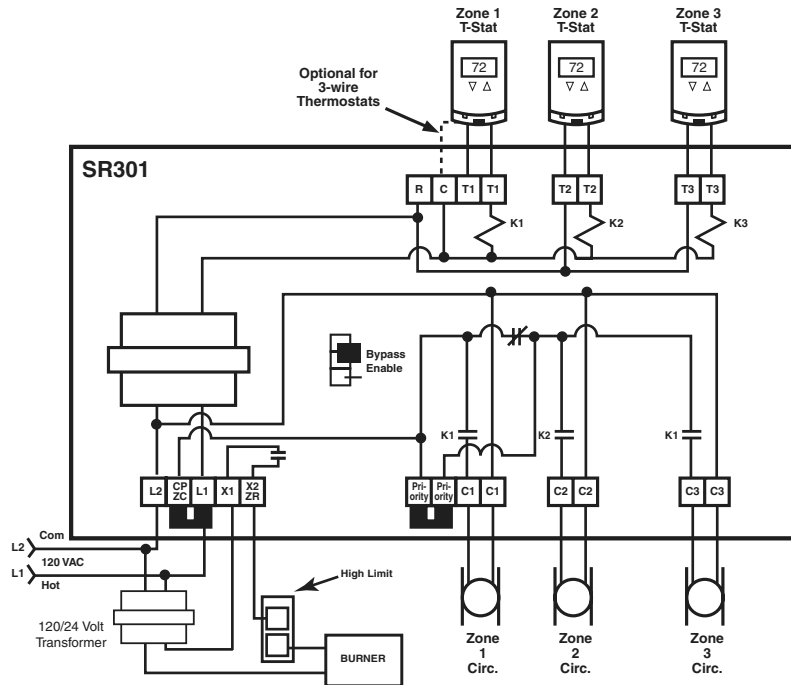 Zone 1
T-Stat
Zone 2
T-Stat
Zone 3
T-Stat
72
72
72
Optional for
3-wire
Thermostats
SR301
R
C
T1
T1
T2
T2
T3
T3
K1
K2
K3
Bypass
Enable
K1
K2
K1
L2
CP
ZC
L1
X1
X2
ZR
Pri-
ority
Pri-
ority
C1
C1
C2
C2
C3
C3
L2
Com
120 VAC
L1
Hot
High Limit
120/24 Volt
Transformer
BURNER
Zone
1
Circ.
Zone
2
Circ.
Zone
3
Circ.